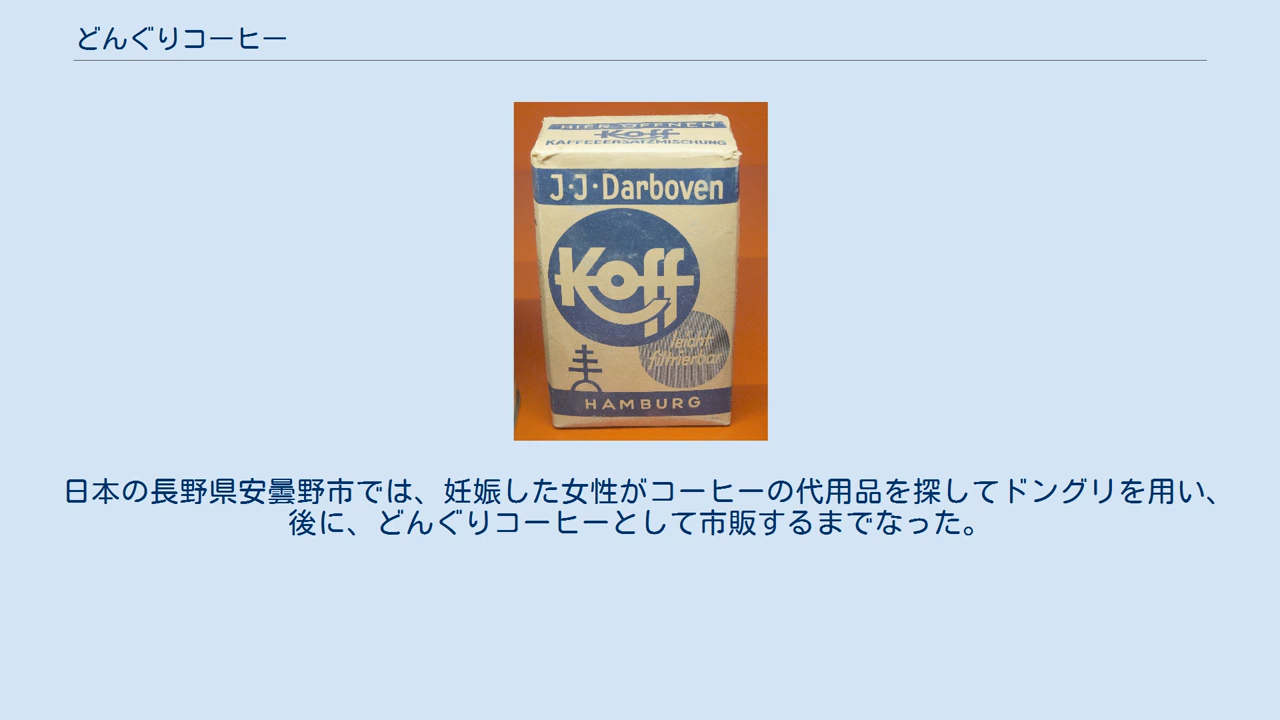 どんぐりコーヒー
HIER OEFFNEN
Koff
KAFFEEERSATZMISCHUNG
J·J·Darboven
Koff
leicht
filtrierbar
HAMBURG
日本の長野県安曇野市では、妊娠した女性がコーヒーの代用品を探してドングリを用い、
後に、どんぐりコーヒーとして市販するまでなった。